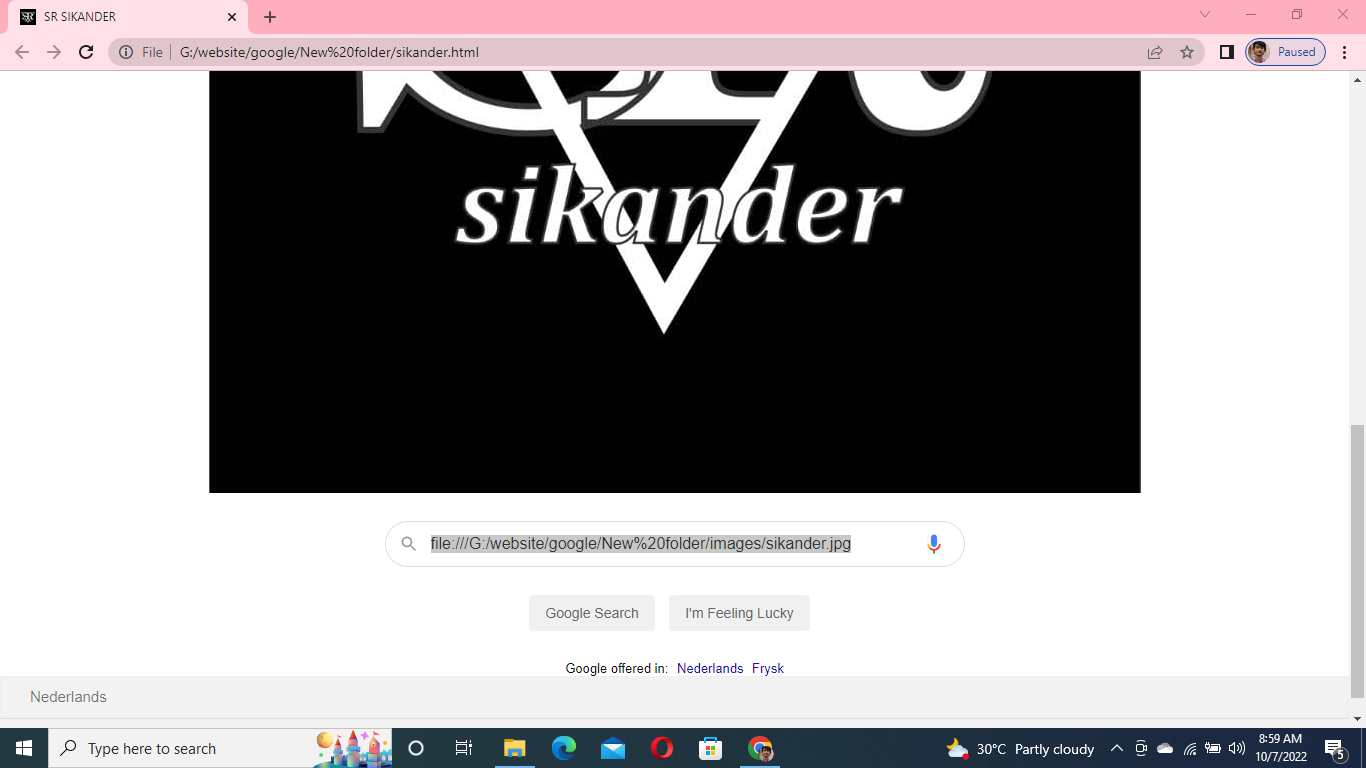 SR SIKANDER
File G:/website/google/New%20folder/sikander.html
Paused
sikander
file:///G:/website/google/New%20folder/images/sikander.jpg
Google Search I'm Feeling Lucky
Google offered in: Nederlands Frysk
Nederlands
Type here to search
30°C Partly cloudy
8:59 AM
10/7/2022
5